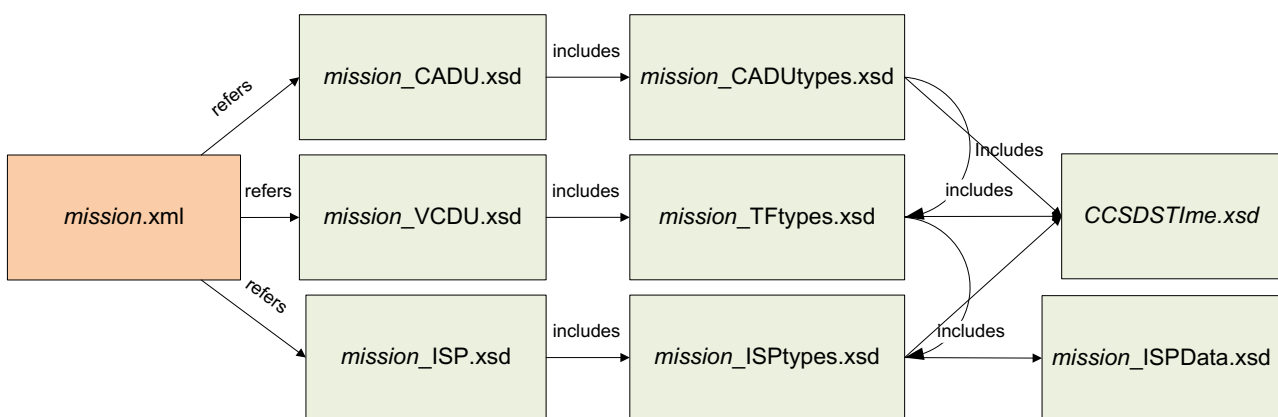 mission_CADU.xsd
includes
mission_CADUtypes.xsd
refers
Includes
mission.xml
refers
mission_VCDU.xsd
includes
mission_TFtypes.xsd
includes
CCSDSTIme.xsd
refers
mission_ISP.xsd
includes
mission_ISPtypes.xsd
includes
mission_ISPData.xsd